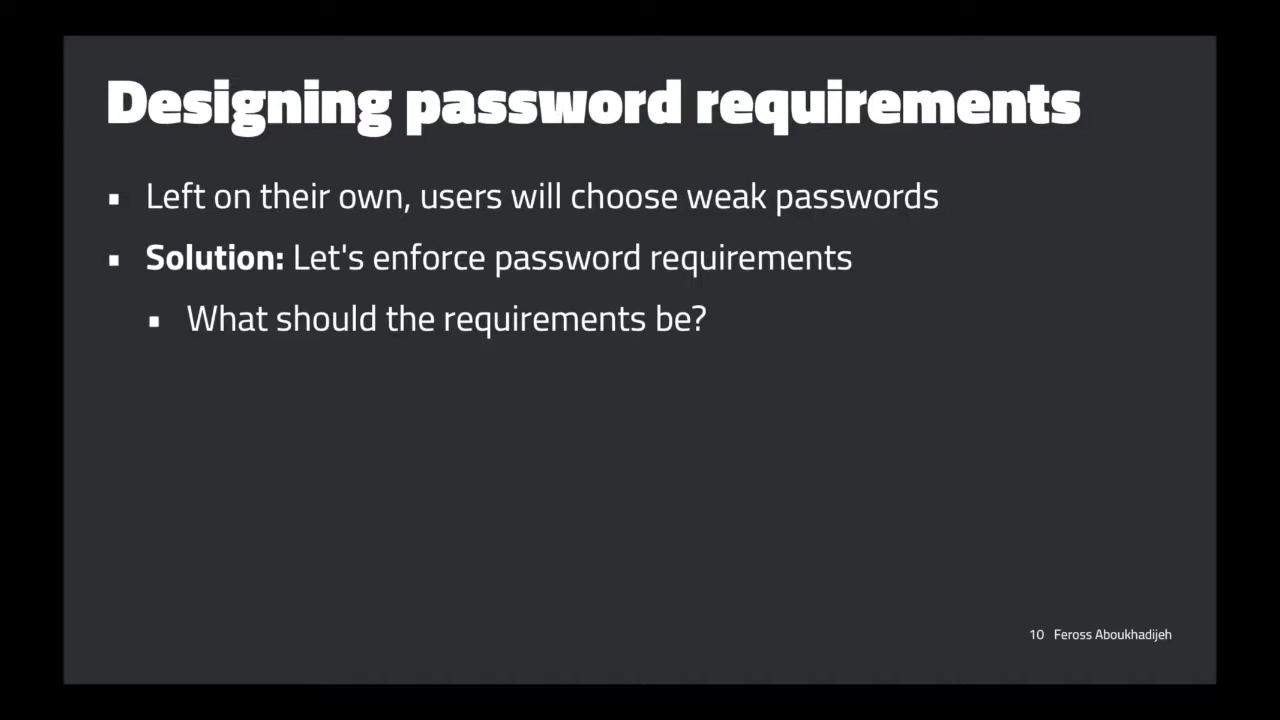 Designing password requirements
▪ Left on their own, users will choose weak passwords
▪ Solution: Let's enforce password requirements
▪ What should the requirements be?
10 Feross Aboukhadijeh